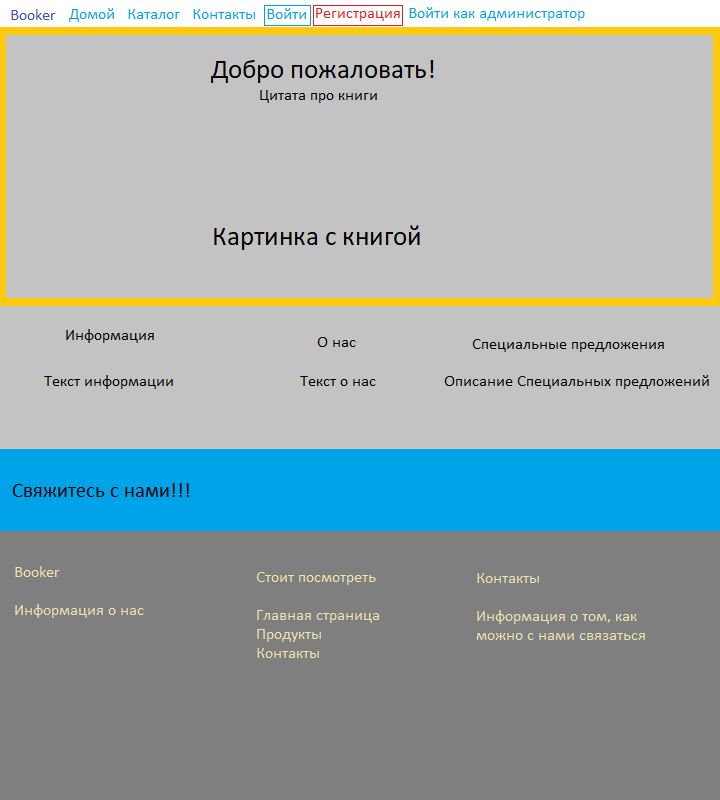 Booker Домой Каталог Контакты Войти Регистрация Войти как администратор
Добро пожаловать!
Цитата про книги
Картинка с книгой
Информация
Текст информации
О нас
Текст о нас
Специальные предложения
Описание Специальных предложений
Свяжитесь с нами!!!
Booker
Информация о нас
Стоит посмотреть
Главная страница
Продукты
Контакты
Контакты
Информация о том, как
можно с нами связаться